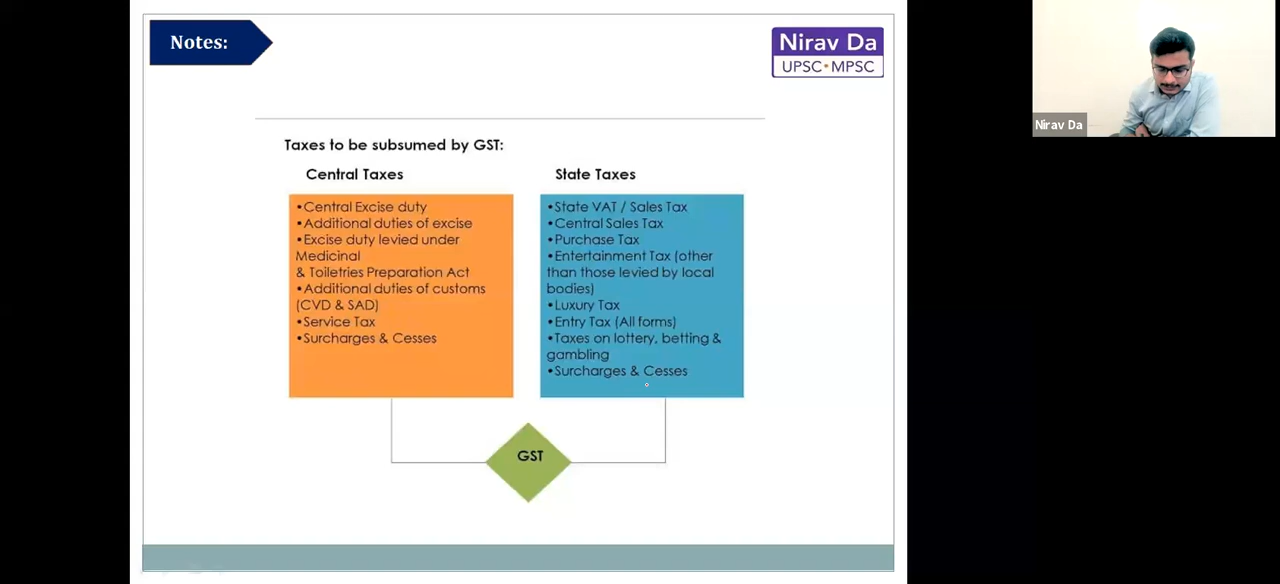 Notes:
Nirav Da
UPSC•MPSC
Nirav Da
Taxes to be subsumed by GST:
Central Taxes
•Central Excise duty
•Additional duties of excise
•Excise duty levied under
Medicinal
& Toiletries Preparation Act
•Additional duties of customs
(CVD & SAD)
•Service Tax
•Surcharges & Cesses
State Taxes
•State VAT / Sales Tax
•Central Sales Tax
•Purchase Tax
•Entertainment Tax (other
than those levied by local
bodies)
•Luxury Tax
•Entry Tax (All forms)
•Taxes on lottery, betting &
gambling
•Surcharges & Cesses
GST